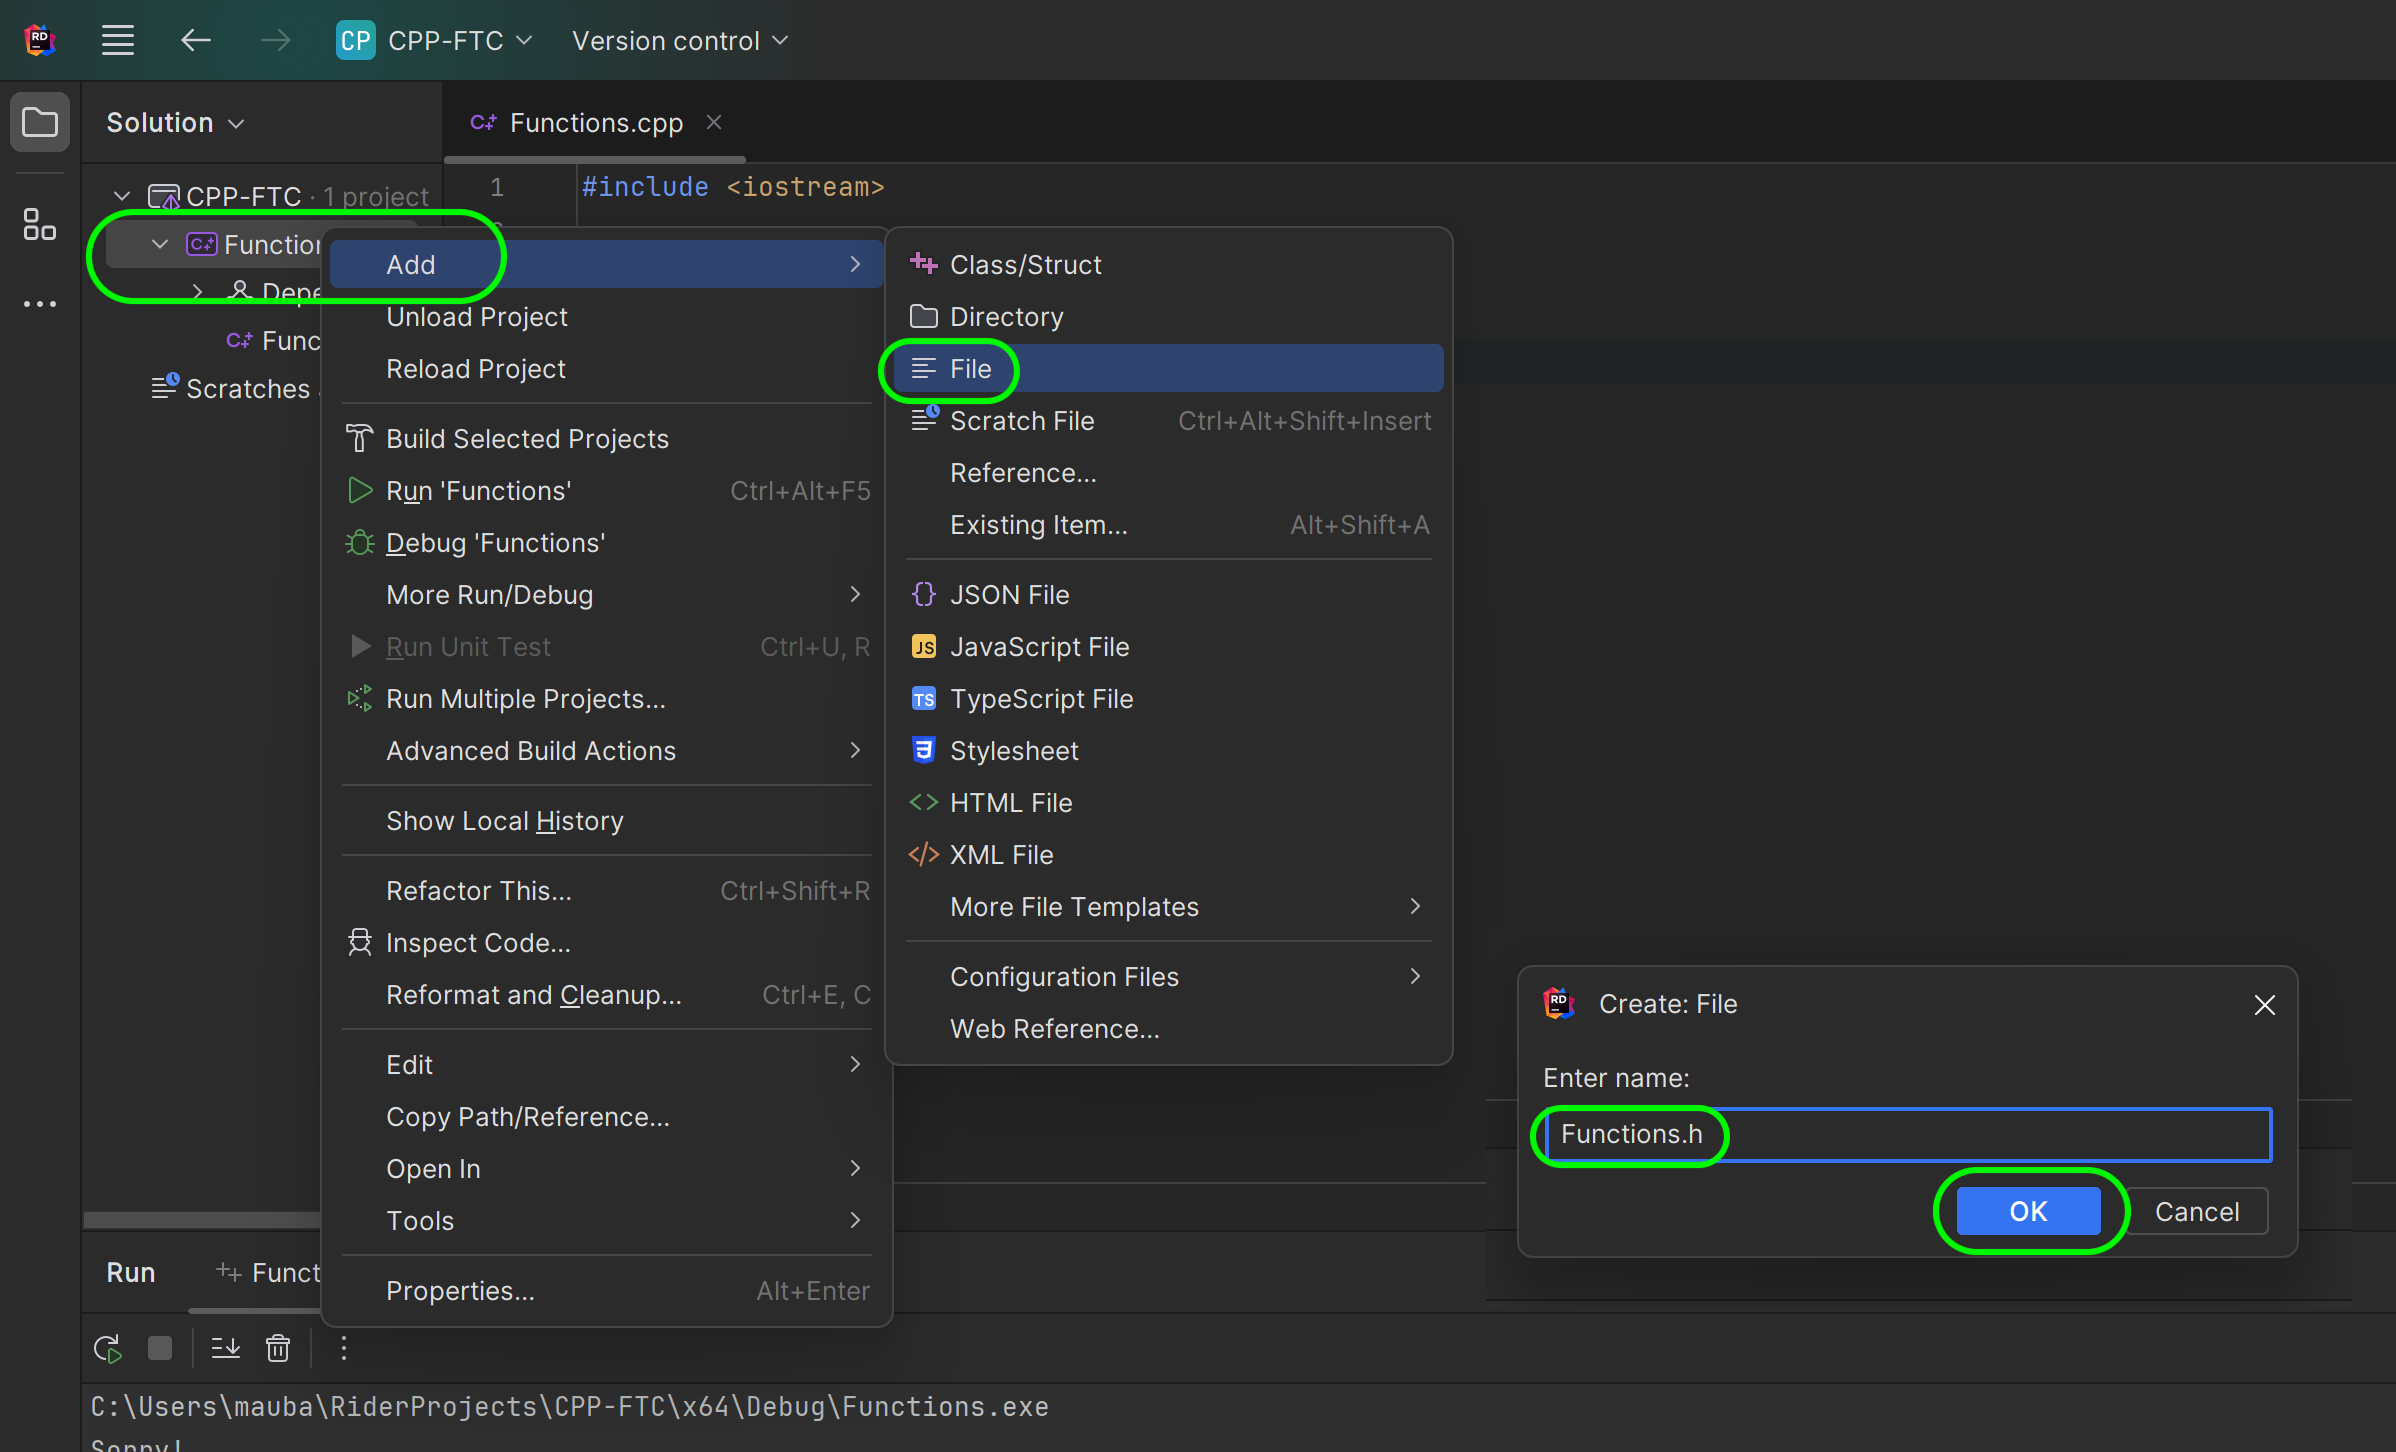 RD
CP CPP-FTC Version control
Solution
C++ Functions.cpp
CPP-FTC · 1 project
1 #include <iostream>
Add
Unload Project
Reload Project
Scratches
Build Selected Projects
Run 'Functions' Ctrl+Alt+F5
Debug 'Functions'
More Run/Debug
Run Unit Test Ctrl+U, R
Run Multiple Projects...
Advanced Build Actions
Show Local History
Refactor This... Ctrl+Shift+R
Inspect Code...
Reformat and Cleanup... Ctrl+E, C
Edit
Copy Path/Reference...
Open In
Tools
Properties... Alt+Enter
Class/Struct
Directory
File
Scratch File Ctrl+Alt+Shift+Insert
Reference...
Existing Item... Alt+Shift+A
{} JSON File
JS JavaScript File
TS TypeScript File
Stylesheet
<> HTML File
</> XML File
More File Templates
Configuration Files
Web Reference...
RD Create: File
Enter name:
Functions.h
OK Cancel
Run
C:\Users\mauba\RiderProjects\CPP-FTC\x64\Debug\Functions.exe
Sorry!